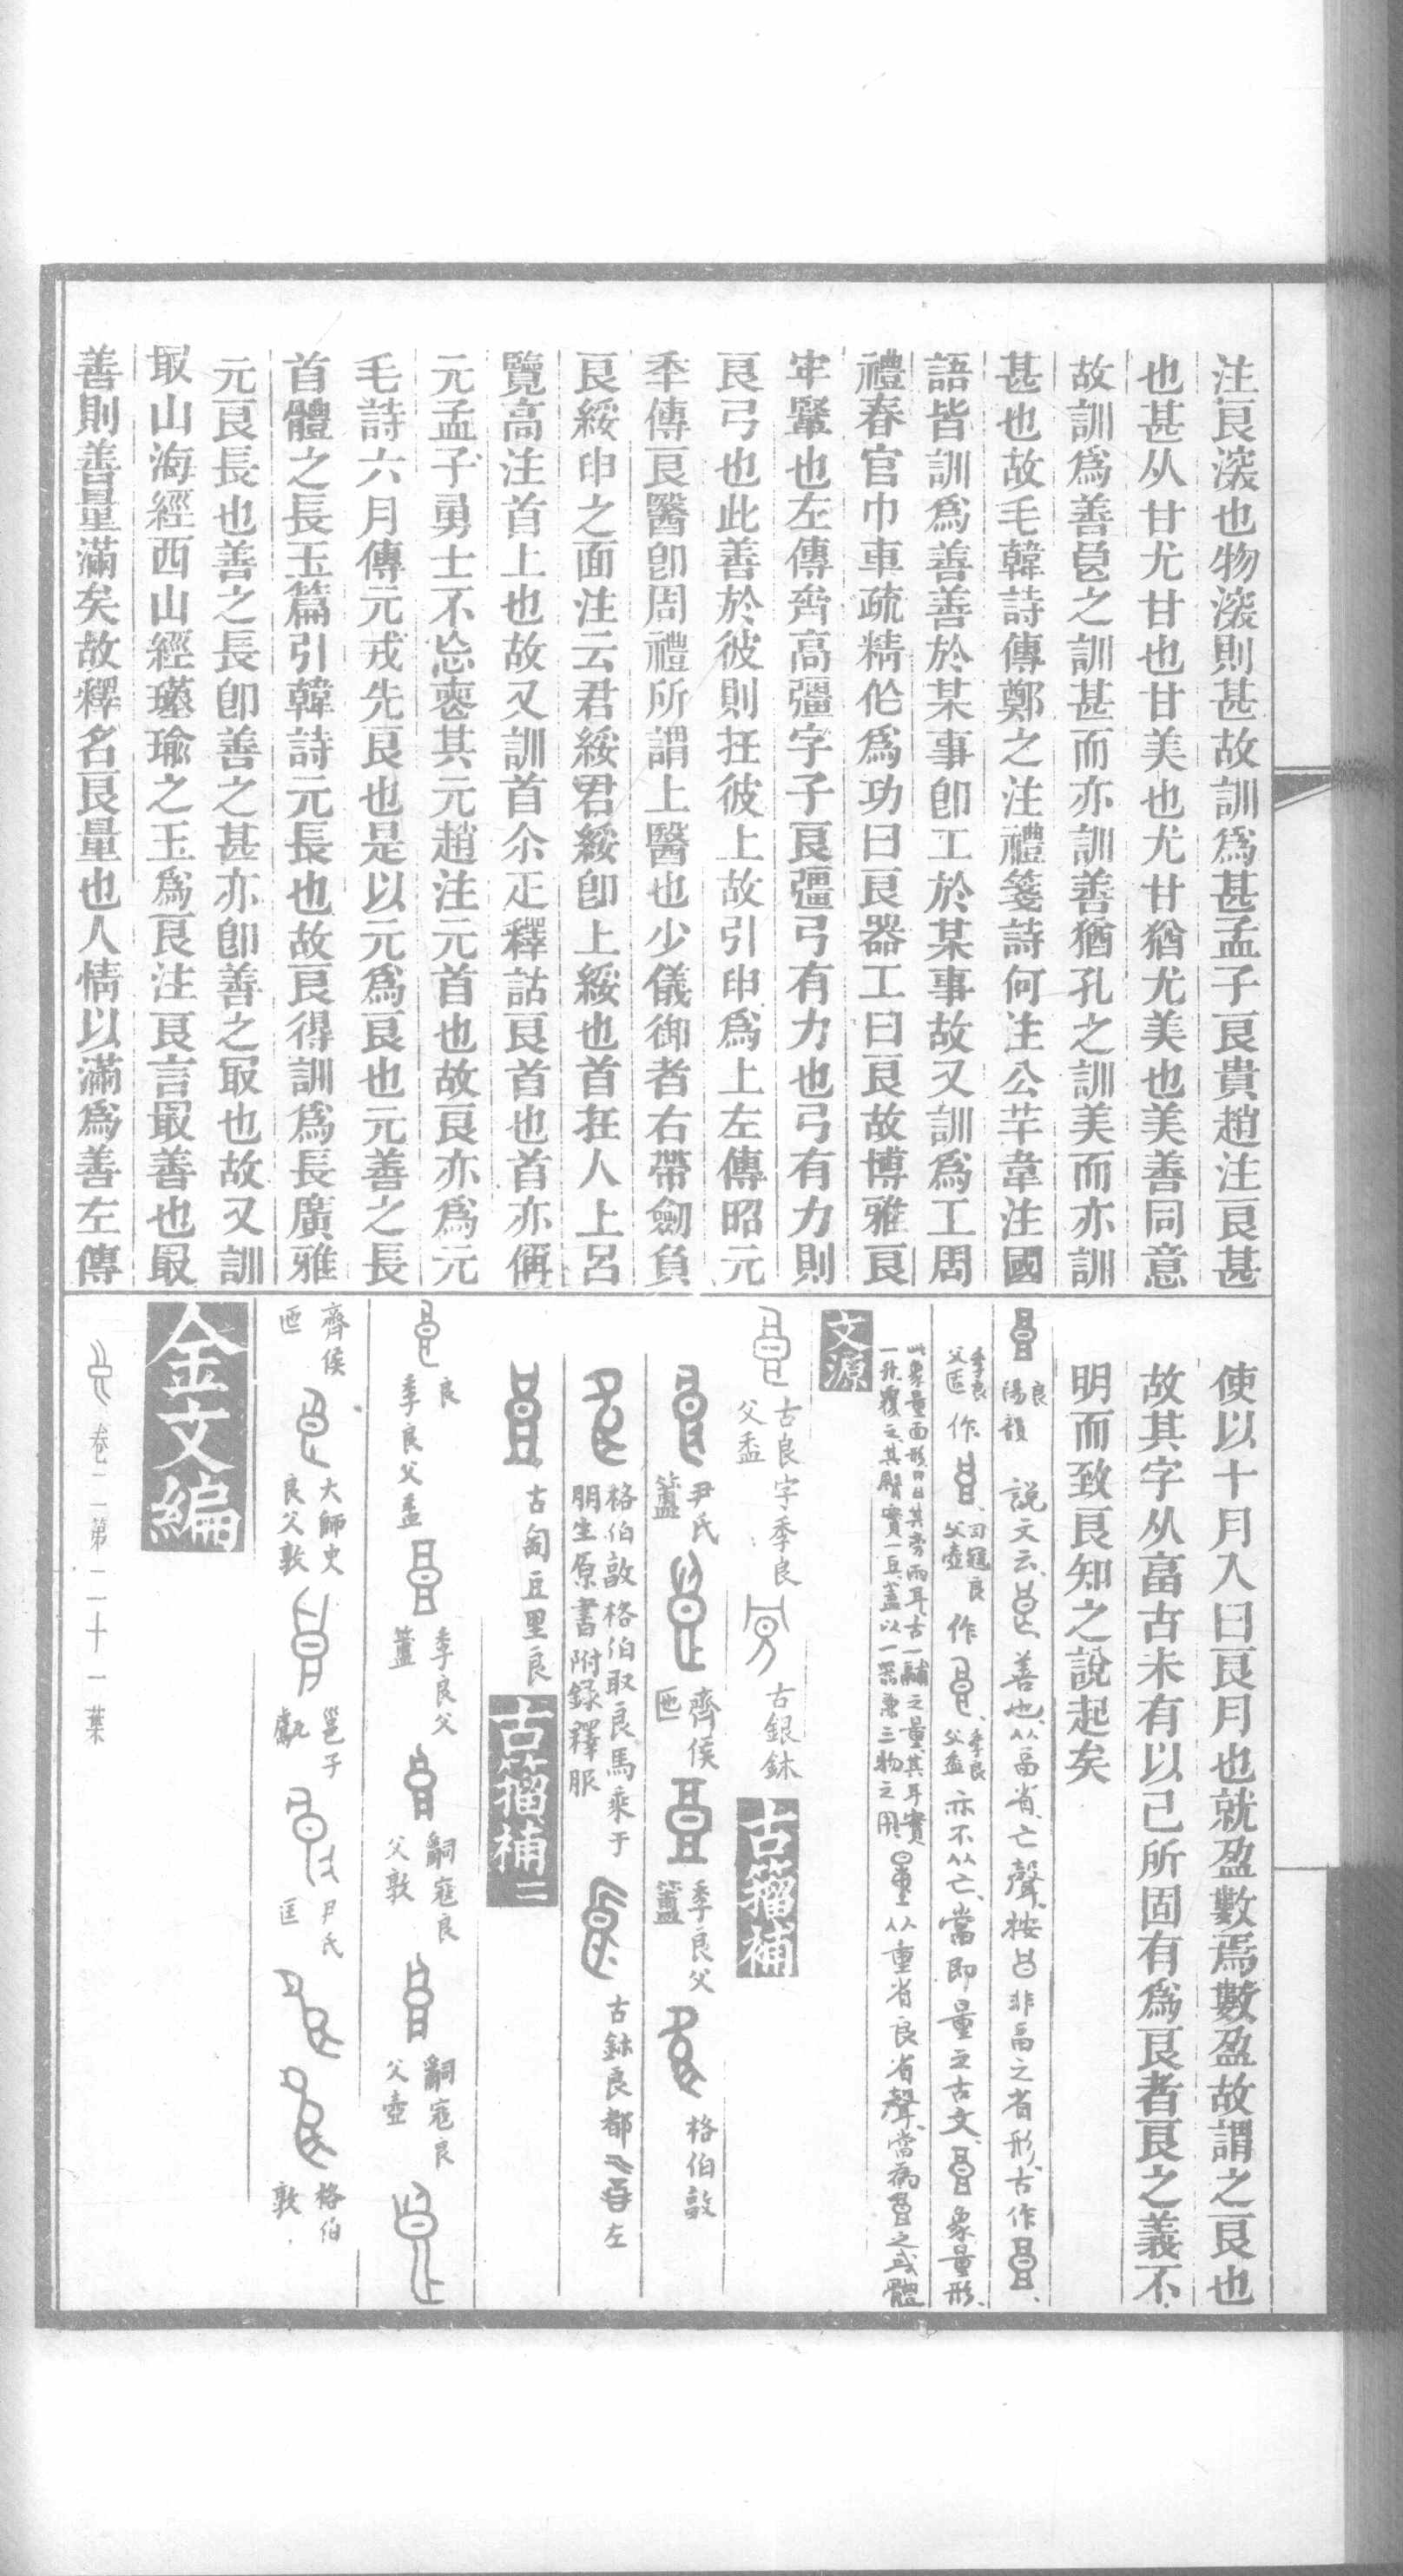 注良深也物深則甚故訓爲甚孟子良貴趙注良甚
也甚从甘尤甘也甘美也尤甘猶尤美也美善同意
故訓爲善皀之訓甚而亦訓善猶孔之訓美而亦訓
甚也故毛韓詩傳鄭之注禮箋詩何注公羊韋注國
語皆訓爲善善於某事卽工於某事故又訓爲工周
禮春官巾車疏精作爲功曰良器工曰良故博雅良
牢鞏也左傳齊高彊字子良彊弓有力也弓有力則
良弓也此善於彼則在彼上故引申爲上左傳昭元
年傳良醫卽周禮所謂上醫也少儀御者右帶劒負
良綏申之面注云君綏君綏卽上綏也首在人上呂
覽高注首上也故又訓首尒疋釋詁良首也首亦偁
元孟子勇士不忘喪其元趙注元首也故良亦爲元
毛詩六月傳元戎先良也是以元爲良也元善之長
首體之長玉篇引韓詩元長也故良得訓爲長廣雅
元良長也善之長卽善之甚亦卽善之最也故又訓
最山海經西山經瑾瑜之玉爲良注良言最善也最
善則善量滿矣故釋名良量也人情以滿爲善左傳
使以十月入曰良月也就盈數焉數盈故謂之良也
故其字从畗古未有以己所固有爲良者良之義不
明而致良知之說起矣
良陽韻 說文云善也从畗省亡聲按非畗之省形古作
季良父匜作司寇良父壺作季良父盉亦不从亡當卽量之古文象量形
此象量面形日其旁兩耳古一鬴之量其耳實一升覆之其臀實一豆蓋以一器兼三物之用从重省良省聲當爲之或體
文源
古良字季良父盉 古銀鉥 古籀補
尹氏簠 齊侯匜 季良父簠 格伯敦
格伯敦格伯取良馬乘于朋生原書附錄釋服 古鉥良都左
古匋豆里良 古籀補二
良季良父盉 季良父簠 嗣寇良父敦 嗣寇良父壺
齊侯匜 大師史良父敦 邕子甗 尹氏匡 格伯敦
金文編
卷二第二十一葉